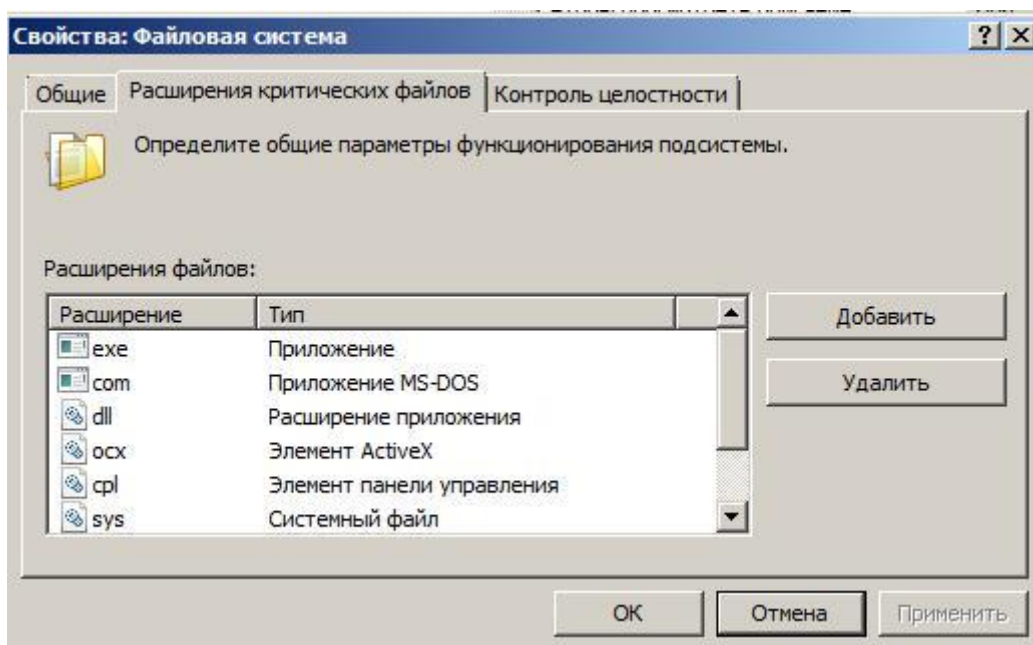 Свойства: Файловая система
Общие Расширения критических файлов Контроль целостности
Определите общие параметры функционирования подсистемы.
Расширения файлов:
Расширение Тип
exe Приложение
com Приложение MS-DOS
dll Расширение приложения
ocx Элемент ActiveX
cpl Элемент панели управления
sys Системный файл
Добавить
Удалить
OK Отмена Применить